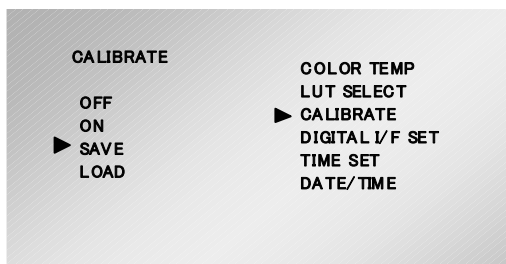 CALIBRATE
OFF
ON
SAVE
LOAD
COLOR TEMP
LUT SELECT
CALIBRATE
DIGITAL I/F SET
TIME SET
DATE/TIME